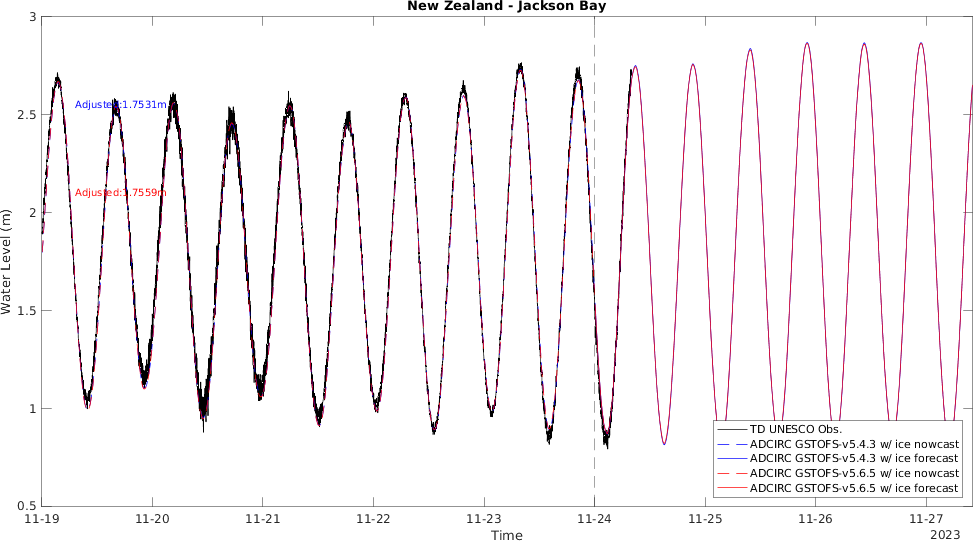 New Zealand - Jackson Bay
3
2.5
2
1.5
1
0.5
Water Level (m)
Adjusted:1.7531m
Adjusted:1.7559m
TD UNESCO Obs.
ADCIRC GSTOFS-v5.4.3 w/ ice nowcast
ADCIRC GSTOFS-v5.4.3 w/ ice forecast
ADCIRC GSTOFS-v5.6.5 w/ ice nowcast
ADCIRC GSTOFS-v5.6.5 w/ ice forecast
11-19 11-20 11-21 11-22 11-23 11-24 11-25 11-26 11-27
Time
2023